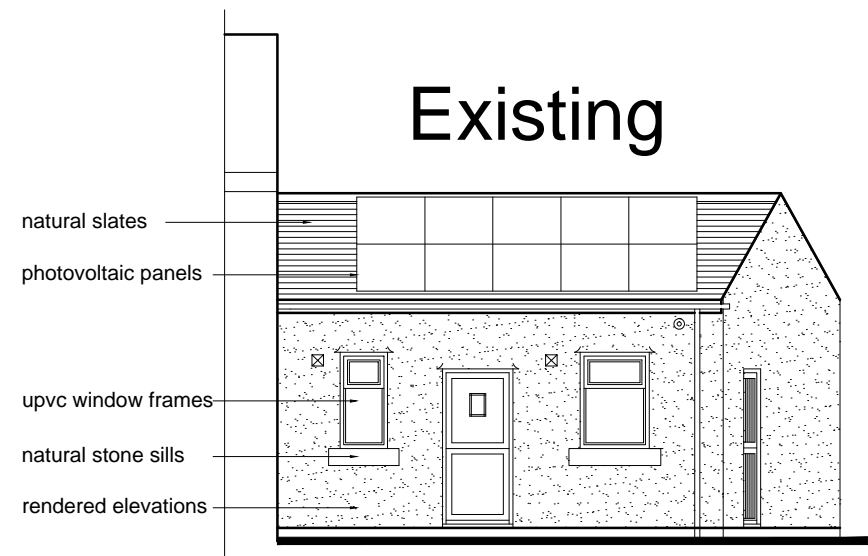 Existing
natural slates
photovoltaic panels
upvc window frames
natural stone sills
rendered elevations